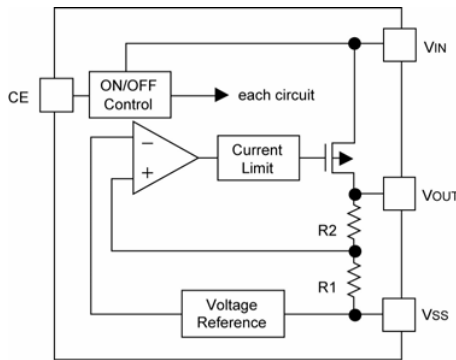 VIN
CE
ON/OFF
Control
each circuit
−
+
Current
Limit
VOUT
R2
R1
Voltage
Reference
VSS